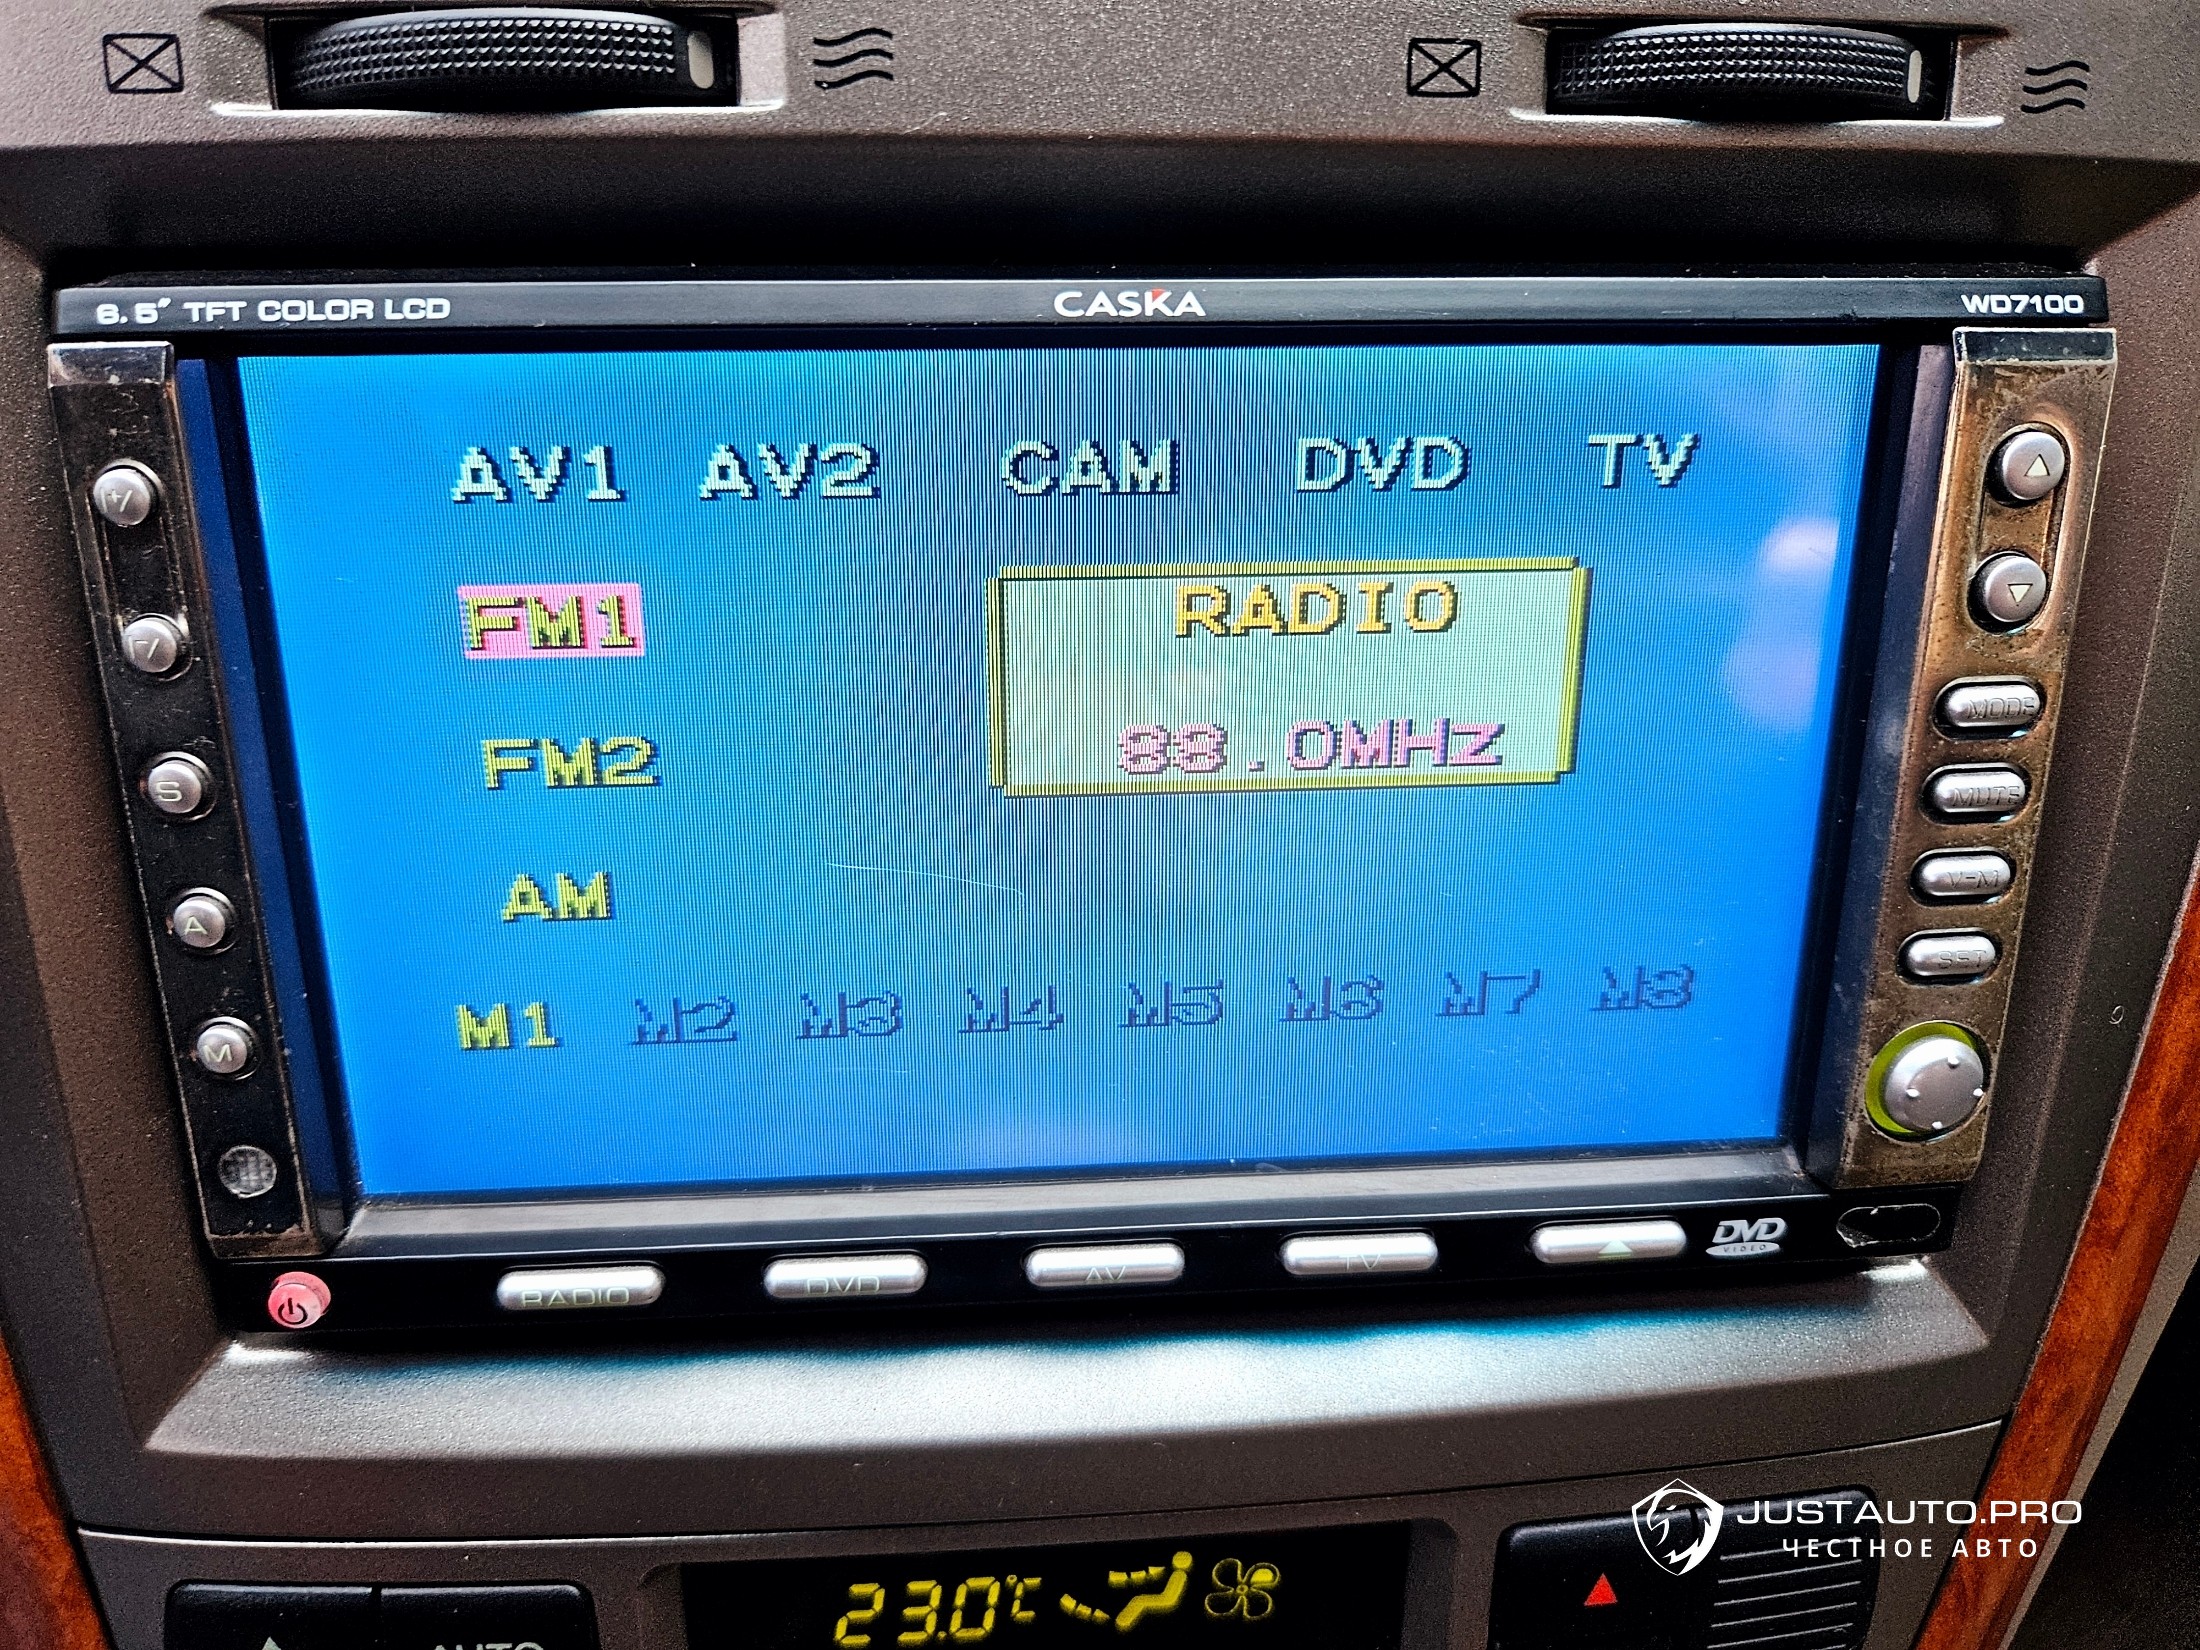 6.5" TFT COLOR LCD CASKA WD7100
AV1 AV2 CAM DVD TV
FM1 RADIO
FM2 88.0MHz
AM
M1 M2 M3 M4 M5 M6 M7 M8
+/
-/
S
A
M
MODE
MUTE
V-M
SET
RADIO DVD AV TV DVD
VIDEO
JUSTAUTO.PRO
ЧЕСТНОЕ АВТО
23.0°C
AUTO